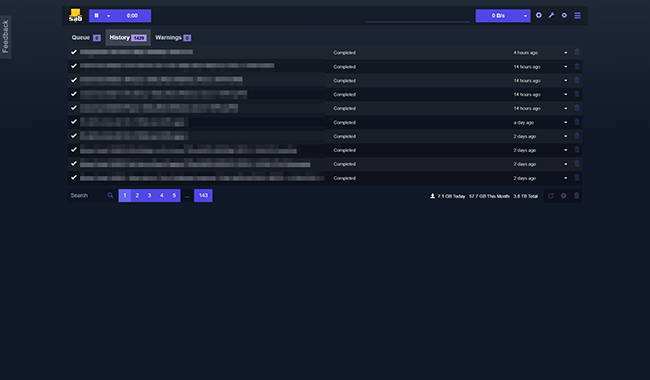 Feedback
sab 0:00 0 B/s
Queue 0 History 1429 Warnings 0
Completed 4 hours ago
Completed 14 hours ago
Completed 14 hours ago
Completed 14 hours ago
Completed 14 hours ago
Completed a day ago
Completed 2 days ago
Completed 2 days ago
Completed 2 days ago
Completed 2 days ago
Search 1 2 3 4 5 ... 143 7.1 GB Today 57.7 GB This Month 3.8 TB Total